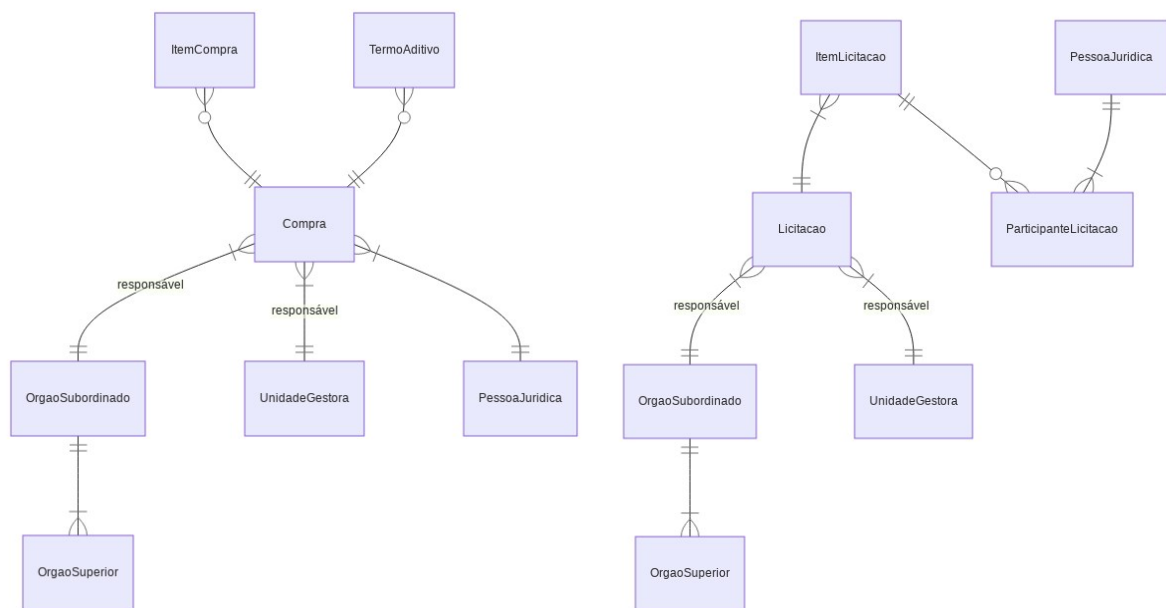 ItemCompra
TermoAditivo
Compra
responsável
responsável
OrgaoSubordinado
UnidadeGestora
PessoaJuridica
OrgaoSuperior
ItemLicitacao
PessoaJuridica
Licitacao
ParticipanteLicitacao
responsável
responsável
OrgaoSubordinado
UnidadeGestora
OrgaoSuperior